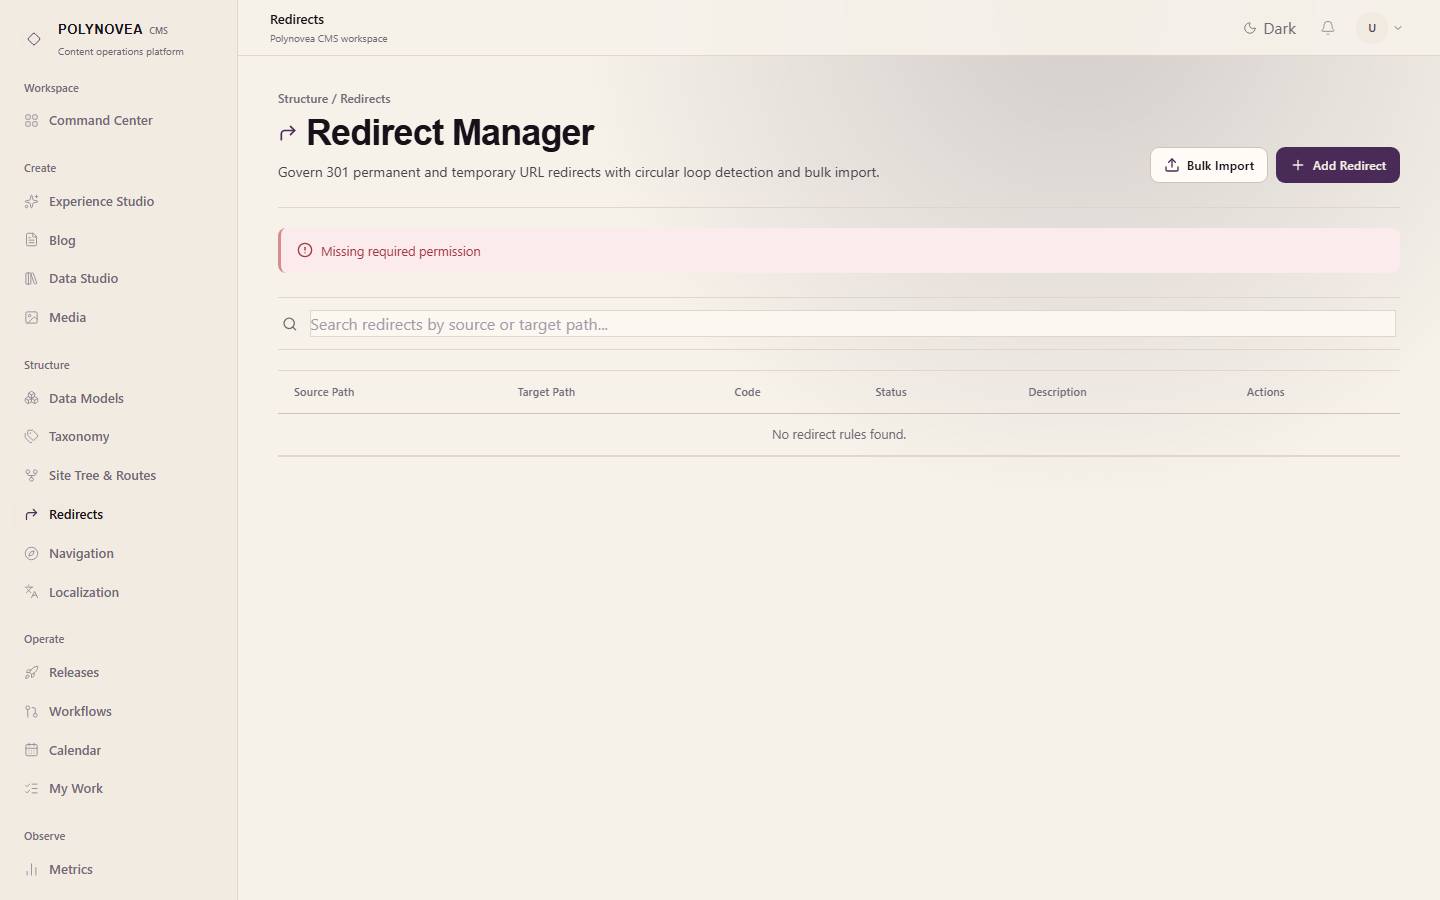 POLYNOVEA CMS
Content operations platform
Workspace
Command Center
Create
Experience Studio
Blog
Data Studio
Media
Structure
Data Models
Taxonomy
Site Tree & Routes
Redirects
Navigation
Localization
Operate
Releases
Workflows
Calendar
My Work
Observe
Metrics
Redirects
Polynovea CMS workspace
Dark
U
Structure / Redirects
Redirect Manager
Govern 301 permanent and temporary URL redirects with circular loop detection and bulk import.
Bulk Import
Add Redirect
Missing required permission
Search redirects by source or target path...
Source Path Target Path Code Status Description Actions
No redirect rules found.